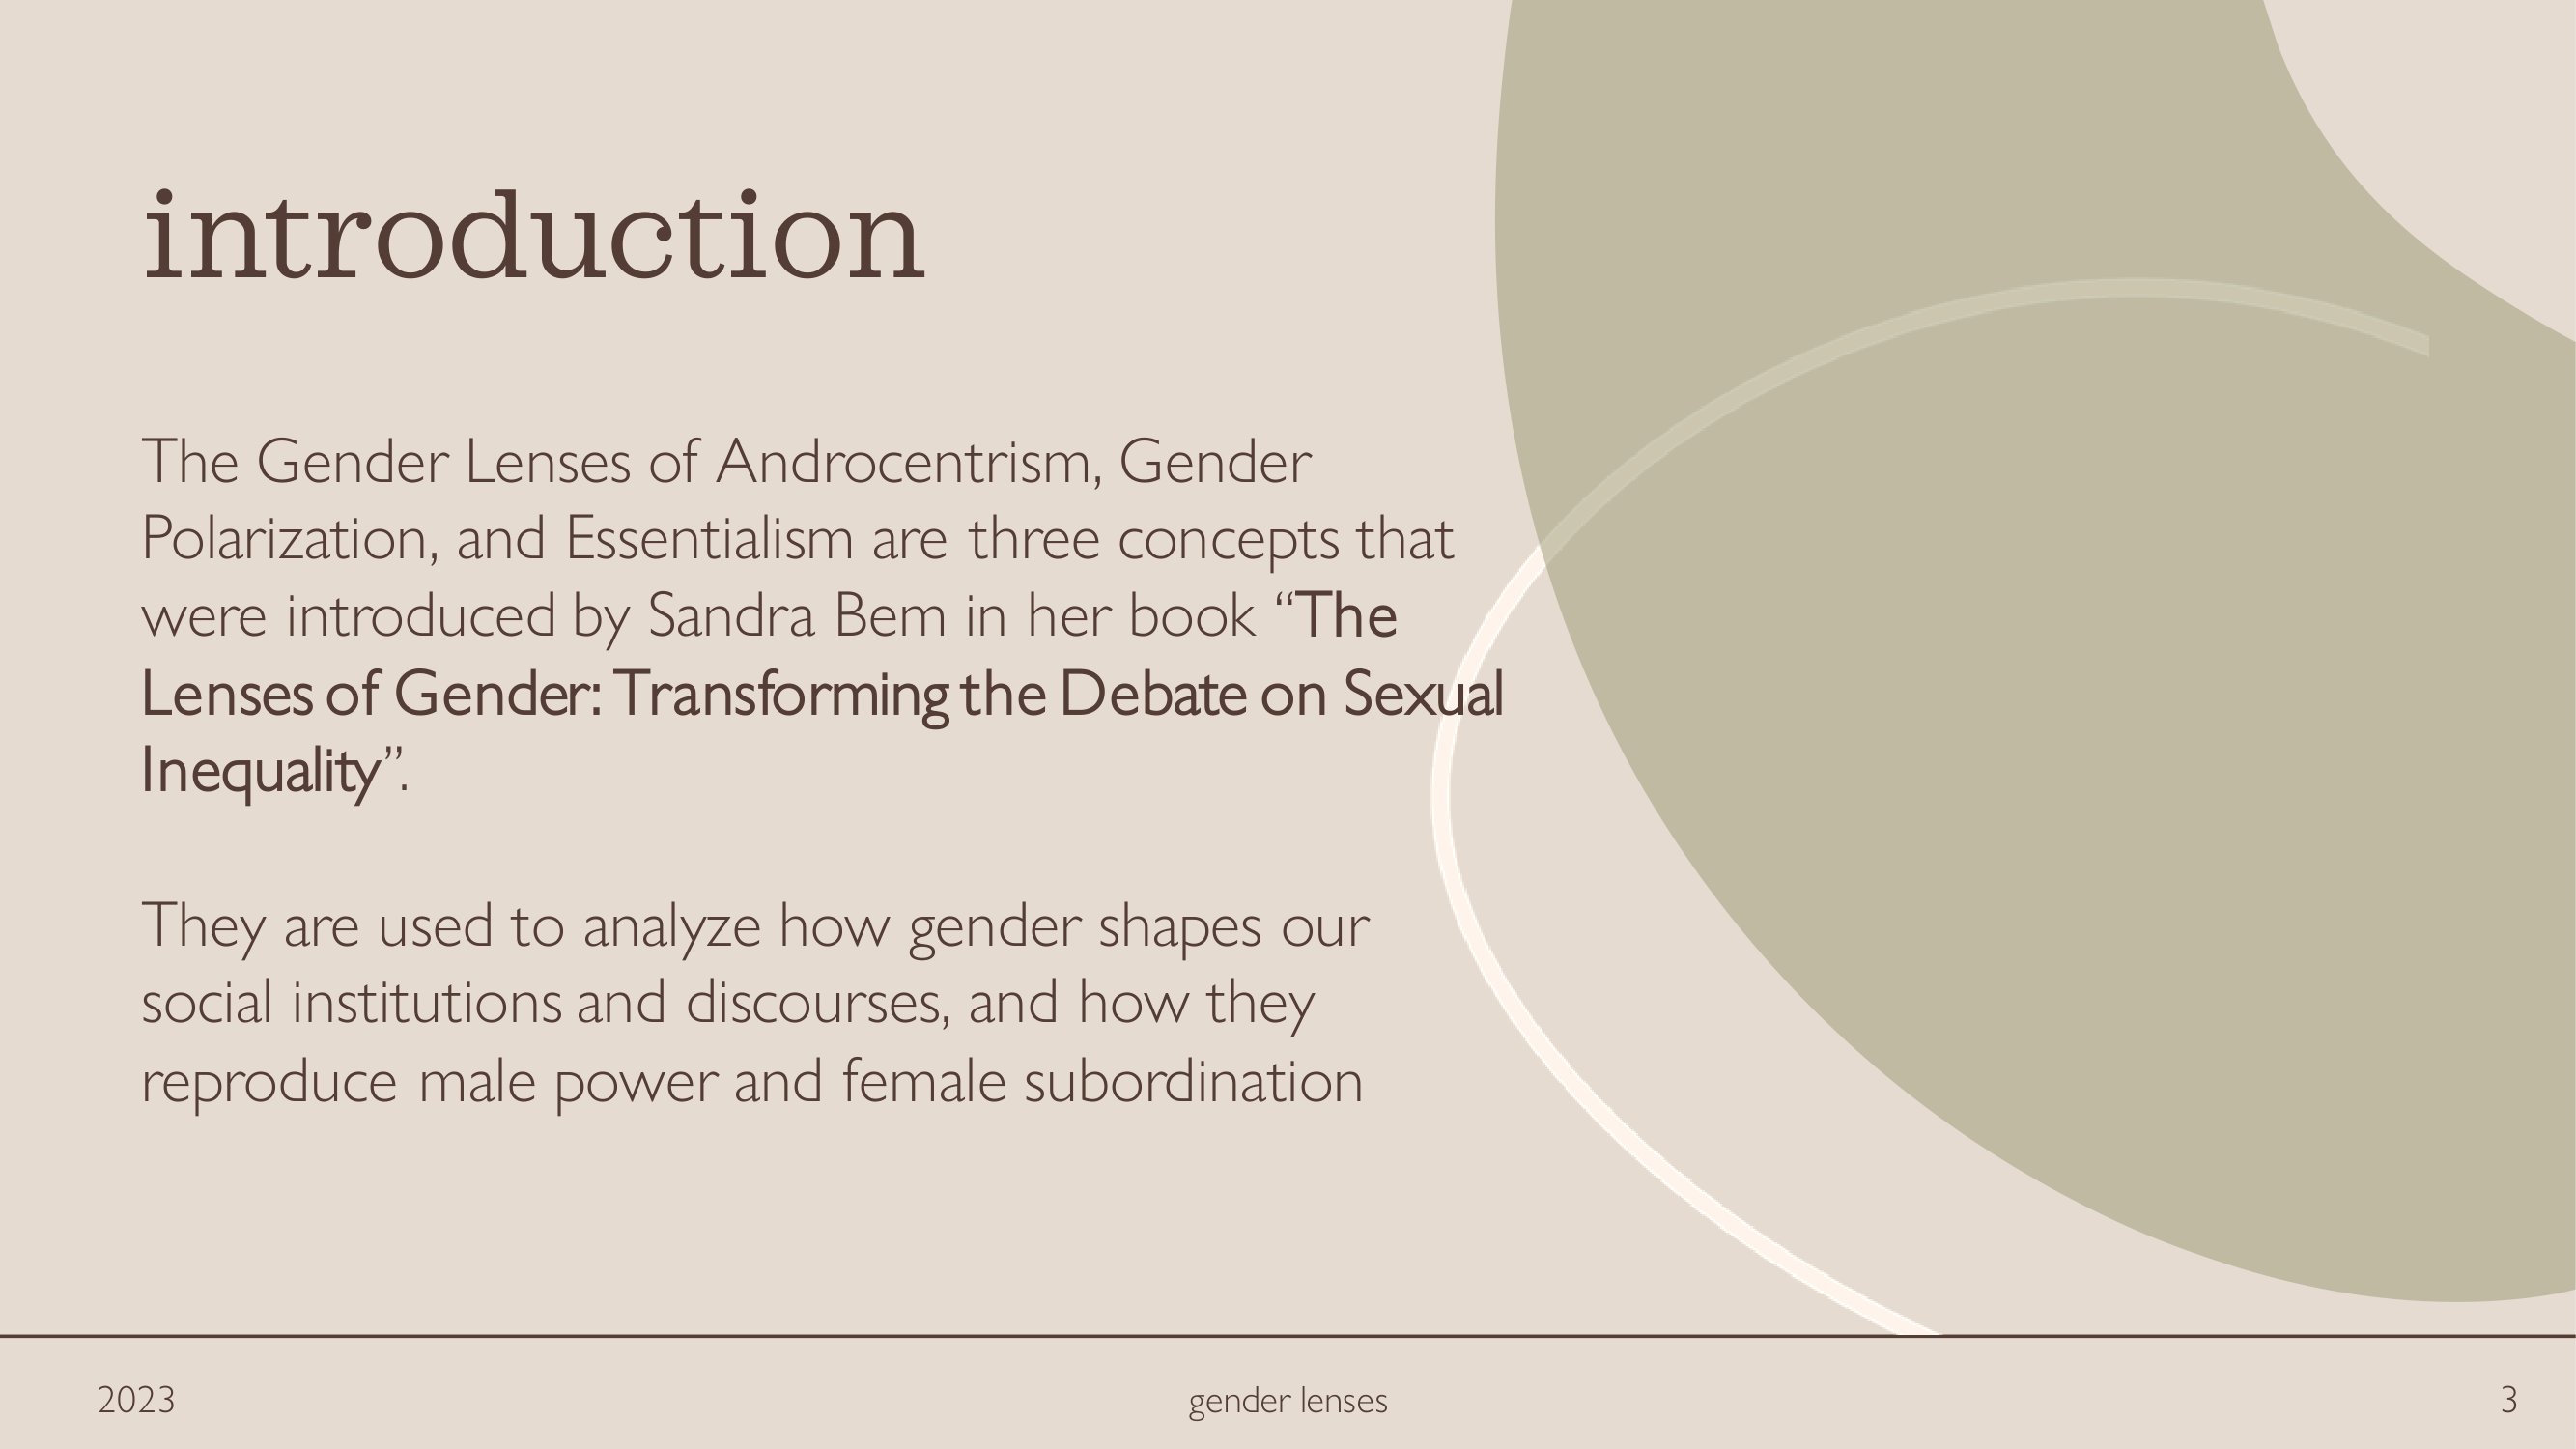 introduction
The Gender Lenses of Androcentrism, Gender
Polarization, and Essentialism are three concepts that
were introduced by Sandra Bem in her book “The
Lenses of Gender: Transforming the Debate on Sexual
Inequality”.
They are used to analyze how gender shapes our
social institutions and discourses, and how they
reproduce male power and female subordination
2023
gender lenses
3